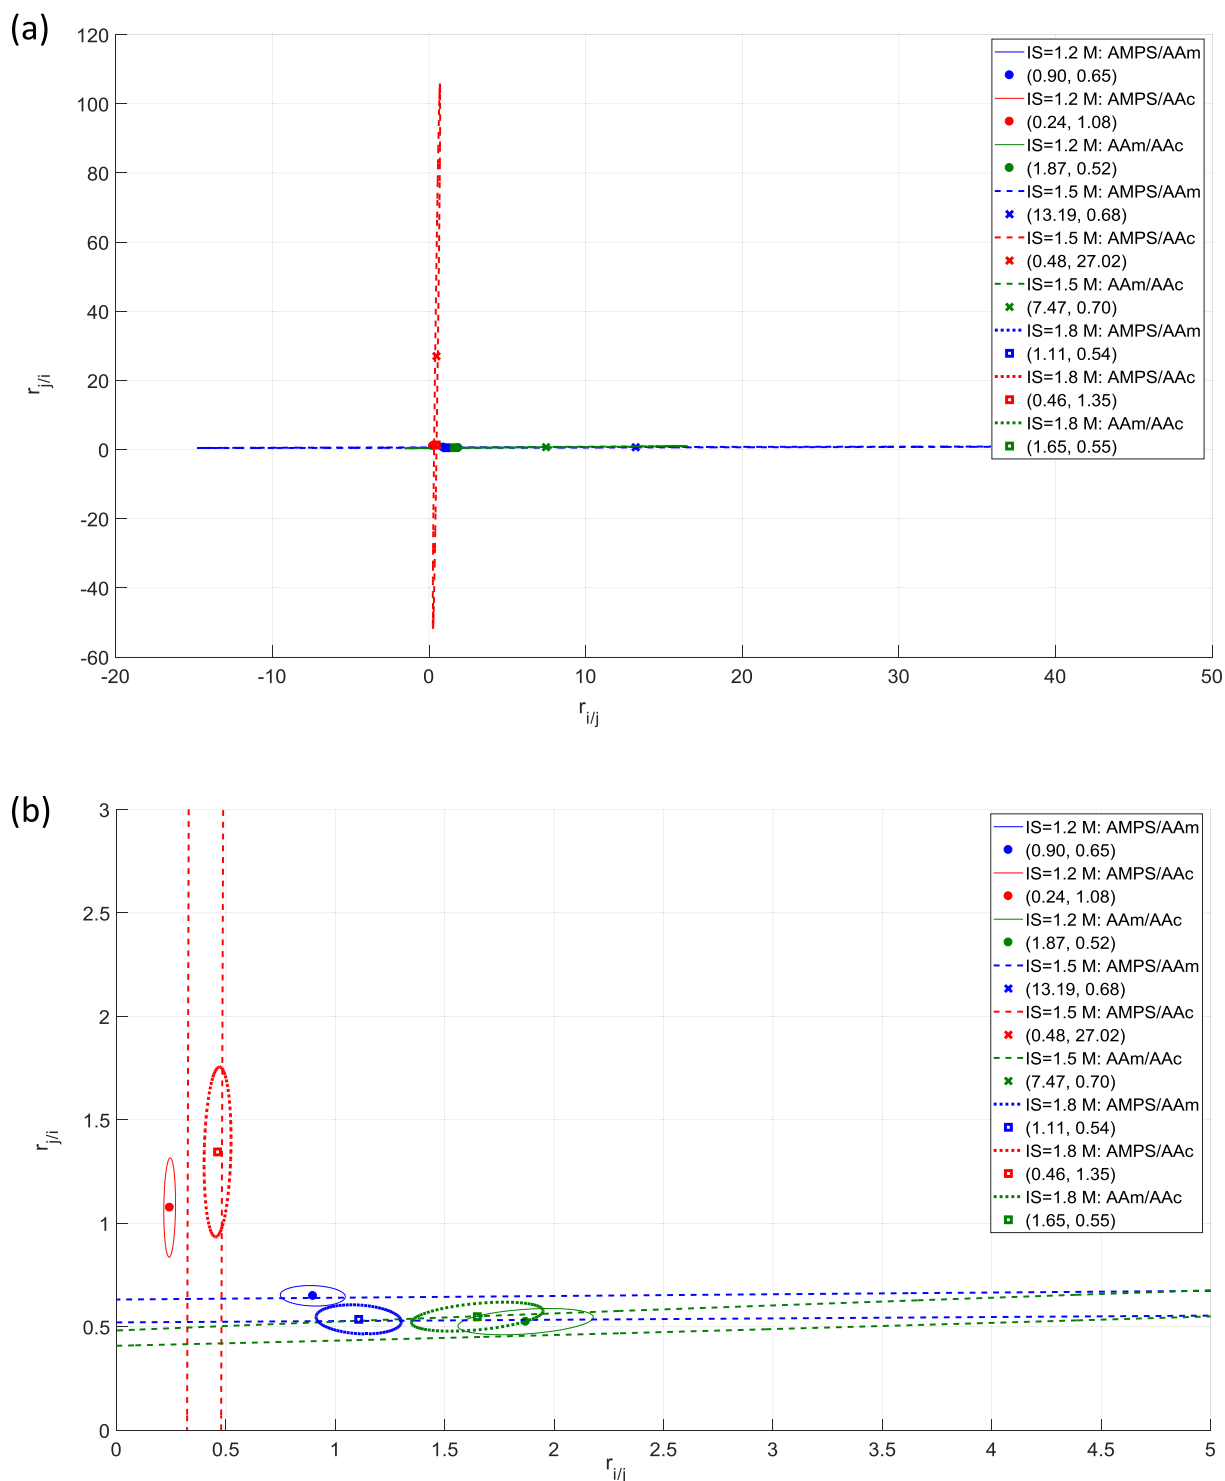 (a)
120
100
80
60
40
20
0
-20
-40
-60
-20
-10
0
10
20
30
40
50
r_{j/i}
r_{i/j}
IS=1.2 M: AMPS/AAm
(0.90, 0.65)
IS=1.2 M: AMPS/AAc
(0.24, 1.08)
IS=1.2 M: AAm/AAc
(1.87, 0.52)
IS=1.5 M: AMPS/AAm
(13.19, 0.68)
IS=1.5 M: AMPS/AAc
(0.48, 27.02)
IS=1.5 M: AAm/AAc
(7.47, 0.70)
IS=1.8 M: AMPS/AAm
(1.11, 0.54)
IS=1.8 M: AMPS/AAc
(0.46, 1.35)
IS=1.8 M: AAm/AAc
(1.65, 0.55)
(b)
3
2.5
2
1.5
1
0.5
0
0
0.5
1
1.5
2
2.5
3
3.5
4
4.5
5
r_{j/i}
r_{i/j}
IS=1.2 M: AMPS/AAm
(0.90, 0.65)
IS=1.2 M: AMPS/AAc
(0.24, 1.08)
IS=1.2 M: AAm/AAc
(1.87, 0.52)
IS=1.5 M: AMPS/AAm
(13.19, 0.68)
IS=1.5 M: AMPS/AAc
(0.48, 27.02)
IS=1.5 M: AAm/AAc
(7.47, 0.70)
IS=1.8 M: AMPS/AAm
(1.11, 0.54)
IS=1.8 M: AMPS/AAc
(0.46, 1.35)
IS=1.8 M: AAm/AAc
(1.65, 0.55)